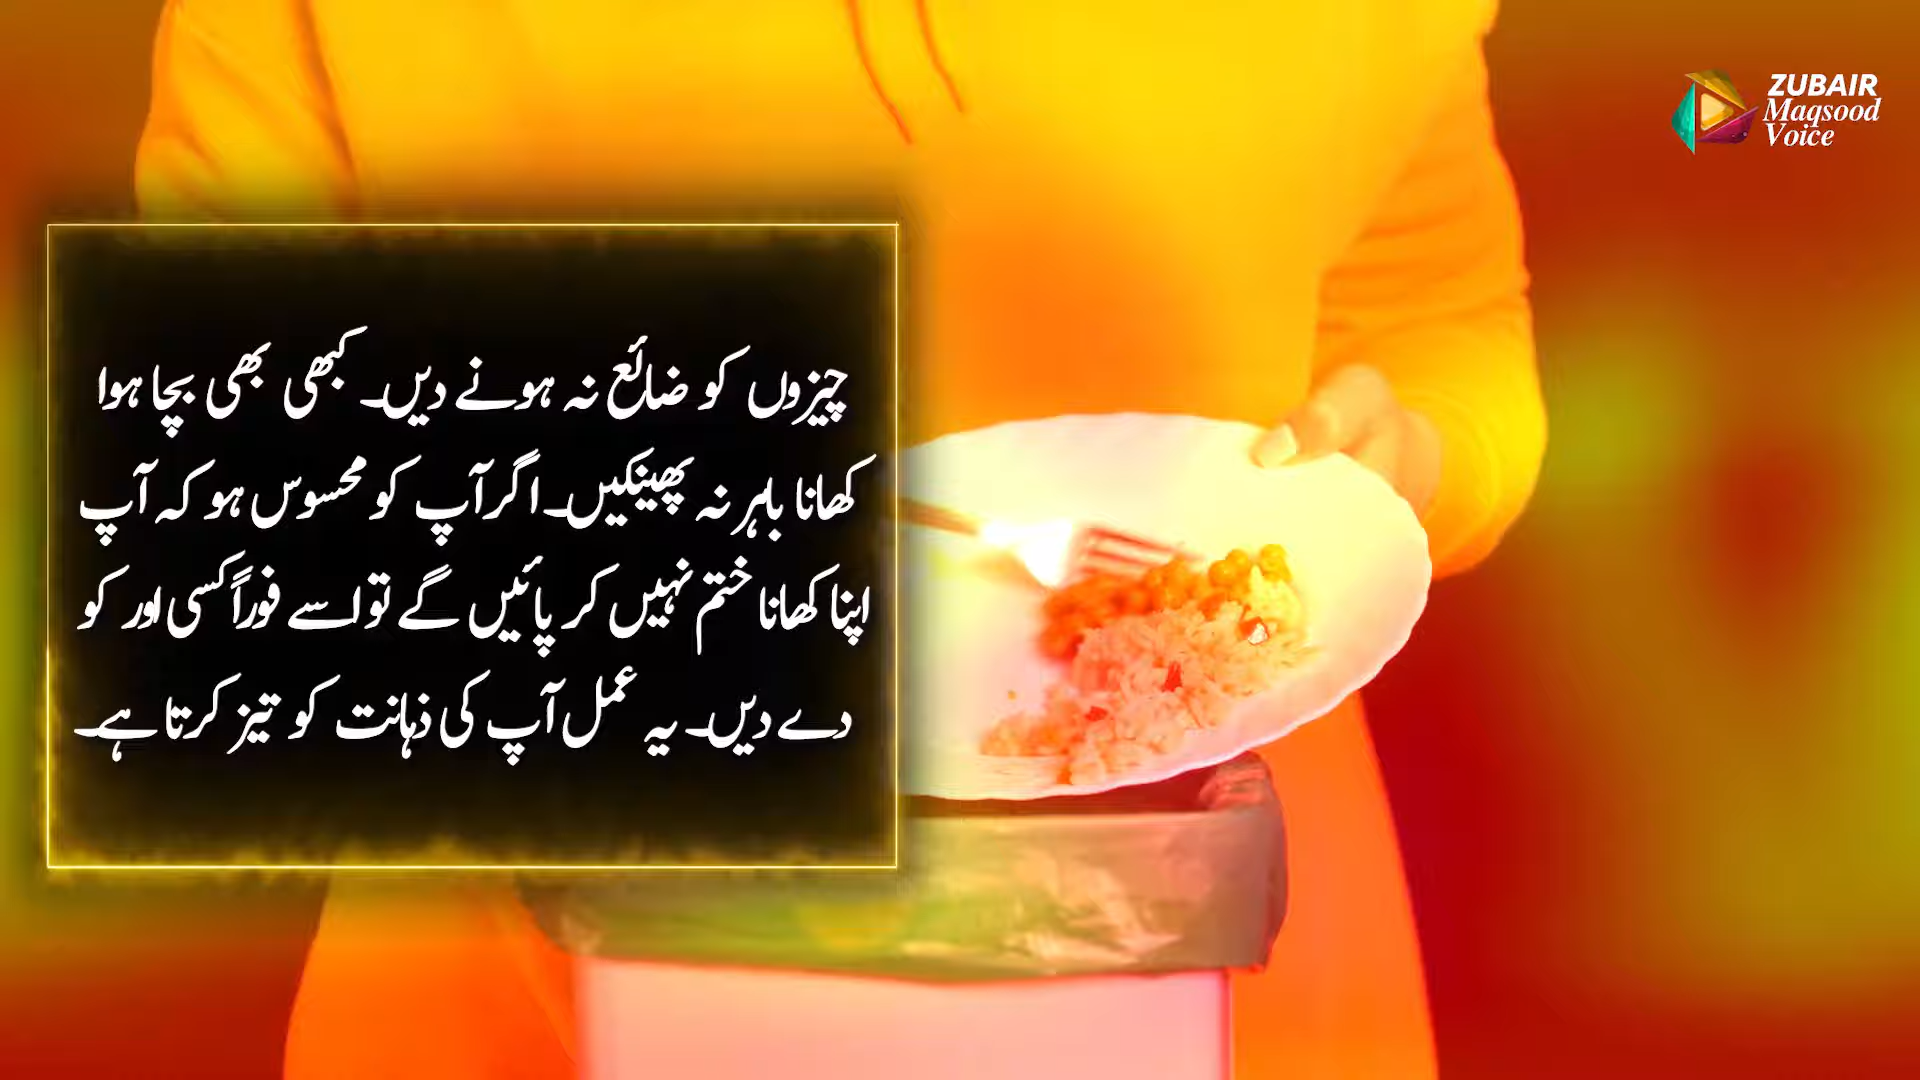 ZUBAIR
Maqsood
Voice
چیزوں کو ضائع نہ ہونے دیں۔ کبھی بھی بچا ہوا
کھانا باہر نہ پھینکیں۔ اگر آپ کو محسوس ہو کہ آپ
اپنا کھانا ختم نہیں کر پائیں گے تو اسے فوراً کسی اور کو
دے دیں۔ یہ عمل آپ کی ذہانت کو تیز کرتا ہے۔